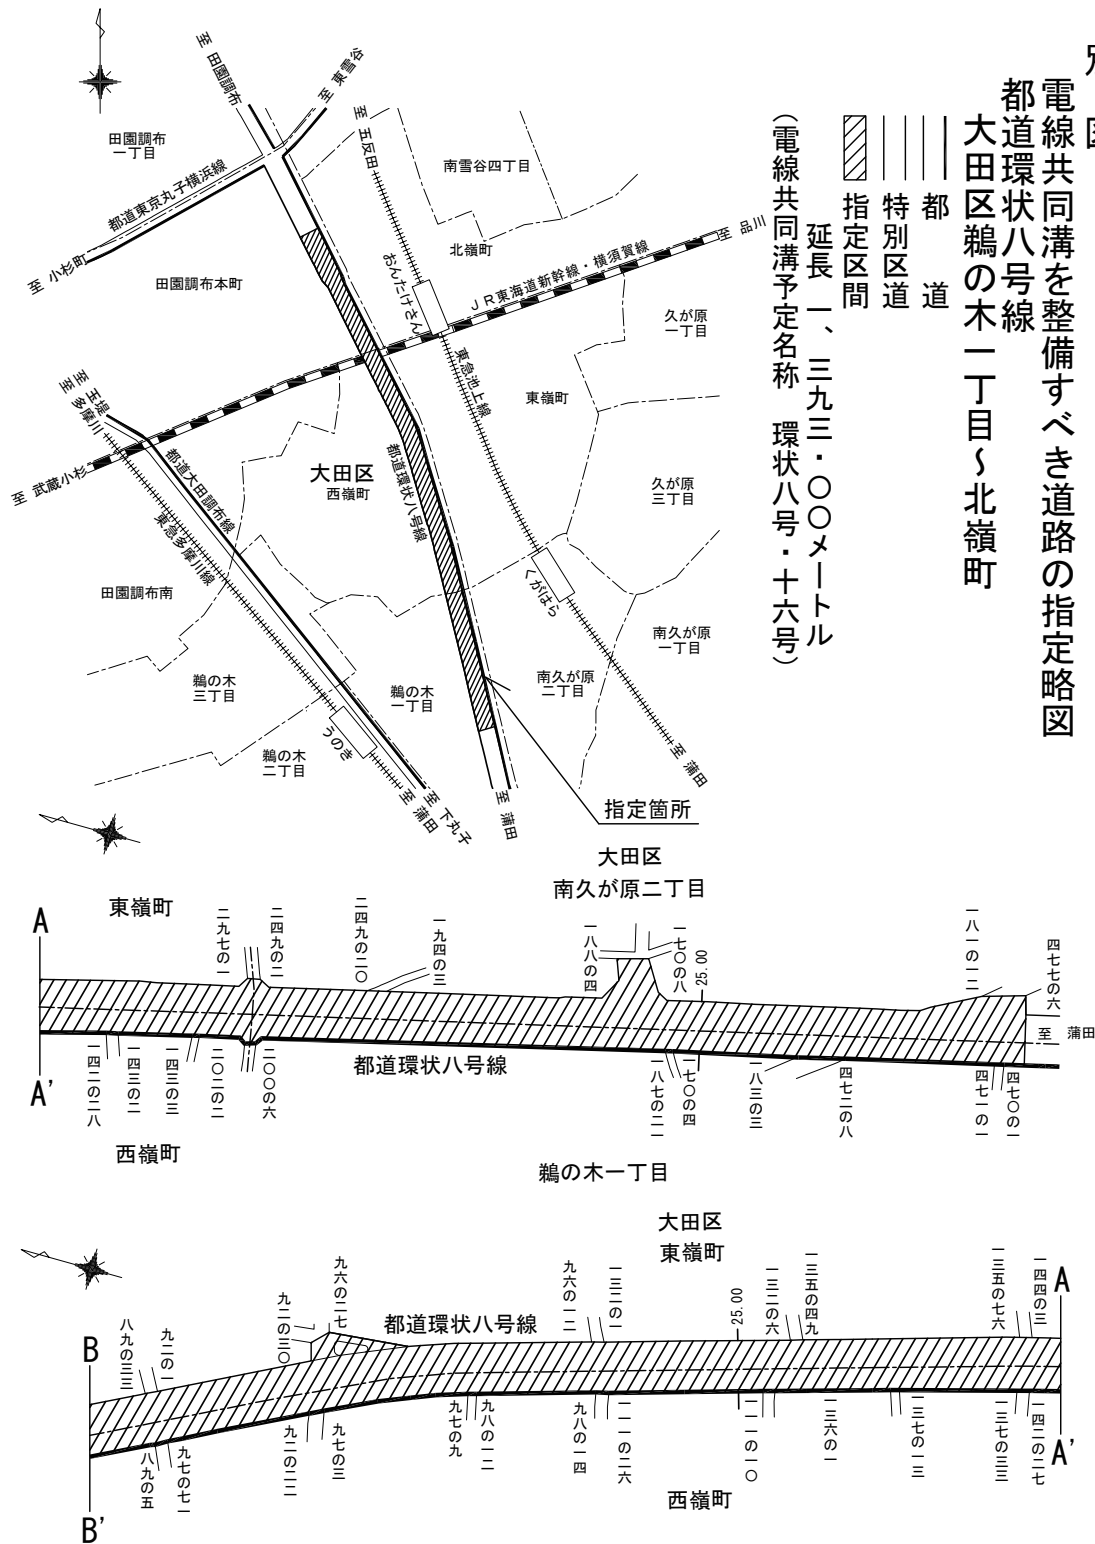 別図
電線共同溝を整備すべき道路の指定略図
都道環状八号線
大田区鵜の木一丁目～北嶺町
都道
特別区道
指定区間
延長 一、三九三・〇〇メートル
（電線共同溝予定名称 環状八号・十六号）
至 田園調布
至 東雪谷
至 五反田
田園調布
一丁目
南雪谷四丁目
都道東京丸子横浜線
至 小杉町
北嶺町
至 品川
田園調布本町
おんたけさん
ＪＲ東海道新幹線・横須賀線
久が原
一丁目
東急池上線
東嶺町
至 玉堤
至 多摩川
都道環状八号線
大田区
西嶺町
都道大田調布線
東急多摩川線
至 武蔵小杉
久が原
三丁目
田園調布南
くがはら
南久が原
一丁目
南久が原
二丁目
鵜の木
三丁目
鵜の木
一丁目
うのき
鵜の木
二丁目
至 蒲田
至 下丸子
至 蒲田
至 蒲田
指定箇所
大田区
南久が原二丁目
東嶺町
A
二九七の一
二四九の二
二四九の二〇
一九四の三
一八八の四
一七〇の八
25.00
一八一の一二
四七七の六
至 蒲田
都道環状八号線
A'
一四二の二八
一四三の二
一四三の三
二〇二の二
二〇〇の六
一八七の二一
一七〇の四
一八三の三
四七二の八
四七一の一
四七〇の一
西嶺町
鵜の木一丁目
大田区
東嶺町
B
八九の三三
九二の一
九二の三〇
九六の二七
都道環状八号線
九六の一二
一三二の一
25.00
一三二の六
一三五の四九
一三五の七六
一四四の三
A
B'
八九の五
九七の七一
九二の二二
九七の三
九七の九
九八の一二
九八の一四
一一一の二六
一一一の一〇
一三六の一
一三七の一三
一三七の三三
一四二の二七
A'
西嶺町